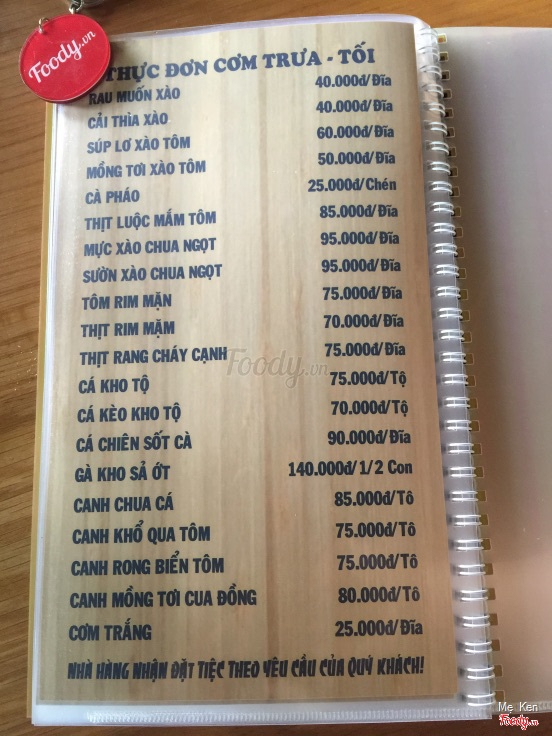 Foody.vn
THỰC ĐƠN CƠM TRƯA - TỐI
RAU MUỐN XÀO 40.000đ/Đĩa
CẢI THÌA XÀO 40.000đ/Đĩa
SÚP LƠ XÀO TÔM 60.000đ/Đĩa
MỒNG TƠI XÀO TÔM 50.000đ/Đĩa
CÀ PHÁO 25.000đ/Chén
THỊT LUỘC MẮM TÔM 85.000đ/Đĩa
MỰC XÀO CHUA NGỌT 95.000đ/Đĩa
SƯỜN XÀO CHUA NGỌT 95.000đ/Đĩa
TÔM RIM MẶN 75.000đ/Đĩa
THỊT RIM MẶM 70.000đ/Đĩa
THỊT RANG CHÁY CẠNH 75.000đ/Đĩa
Foody.vn
CÁ KHO TỘ 75.000đ/Tộ
CÁ KÈO KHO TỘ 70.000đ/Tộ
CÁ CHIÊN SỐT CÀ 90.000đ/Đĩa
GÀ KHO SẢ ỚT 140.000đ/1/2 Con
CANH CHUA CÁ 85.000đ/Tô
CANH KHỔ QUA TÔM 75.000đ/Tô
CANH RONG BIỂN TÔM 75.000đ/Tô
CANH MỒNG TƠI CUA ĐỒNG 80.000đ/Tô
CƠM TRẮNG 25.000đ/Đĩa
NHÀ HÀNG NHẬN ĐẶT TIỆC THEO YÊU CẦU CỦA QUÝ KHÁCH!
Mẹ Ken
Foody.vn